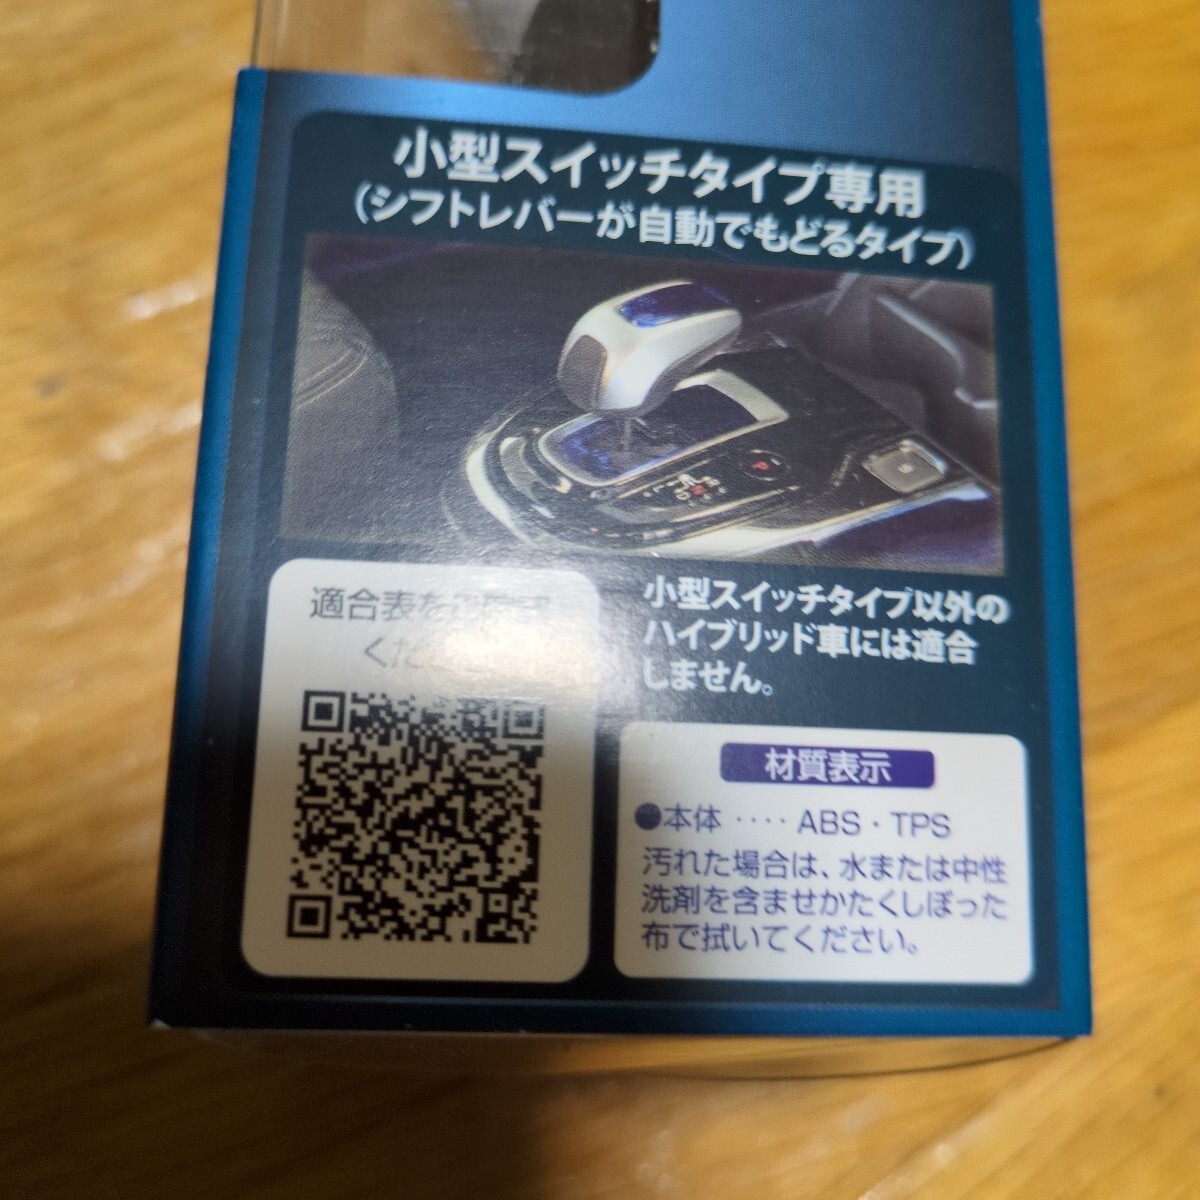 小型スイッチタイプ専用
(シフトレバーが自動でもどるタイプ)
P
適合表を
小型スイッチタイプ以外の
ハイブリッド車には適合
しません。
材質表示
●本体 ‥‥ ABS・TPS
汚れた場合は、水または中性
洗剤を含ませかたくしぼった
布で拭いてください。